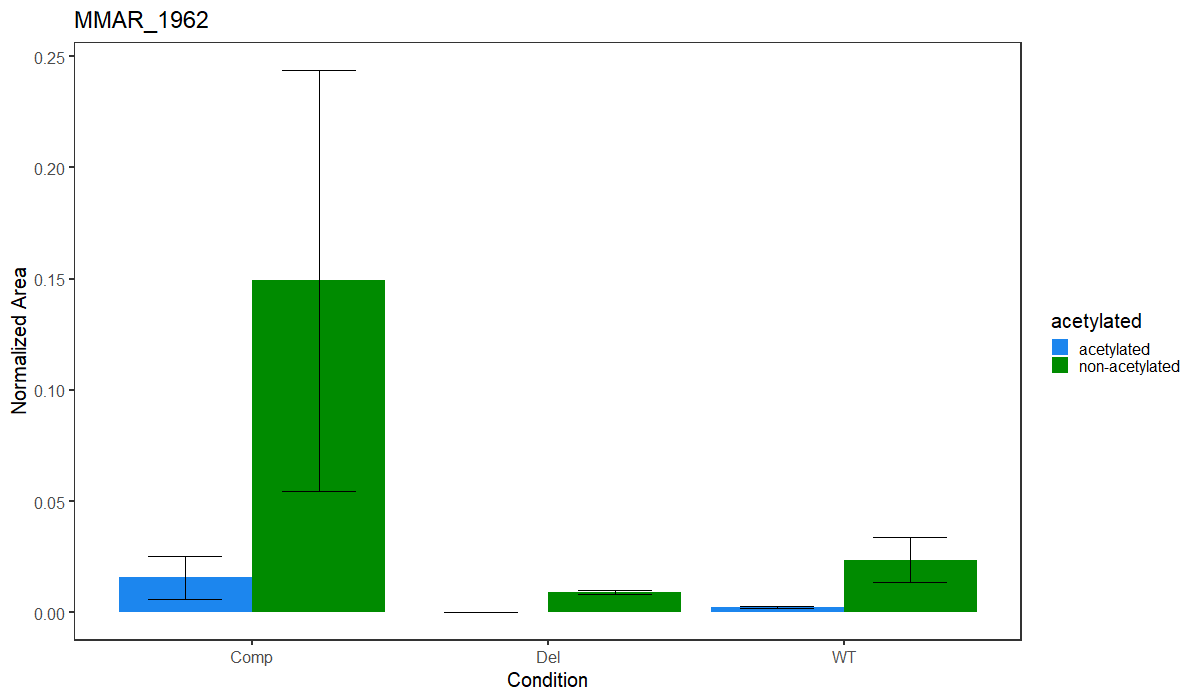 MMAR_1962
0.25
0.20
0.15
0.10
0.05
0.00
Normalized Area
Comp
Del
WT
Condition
acetylated
acetylated
non-acetylated